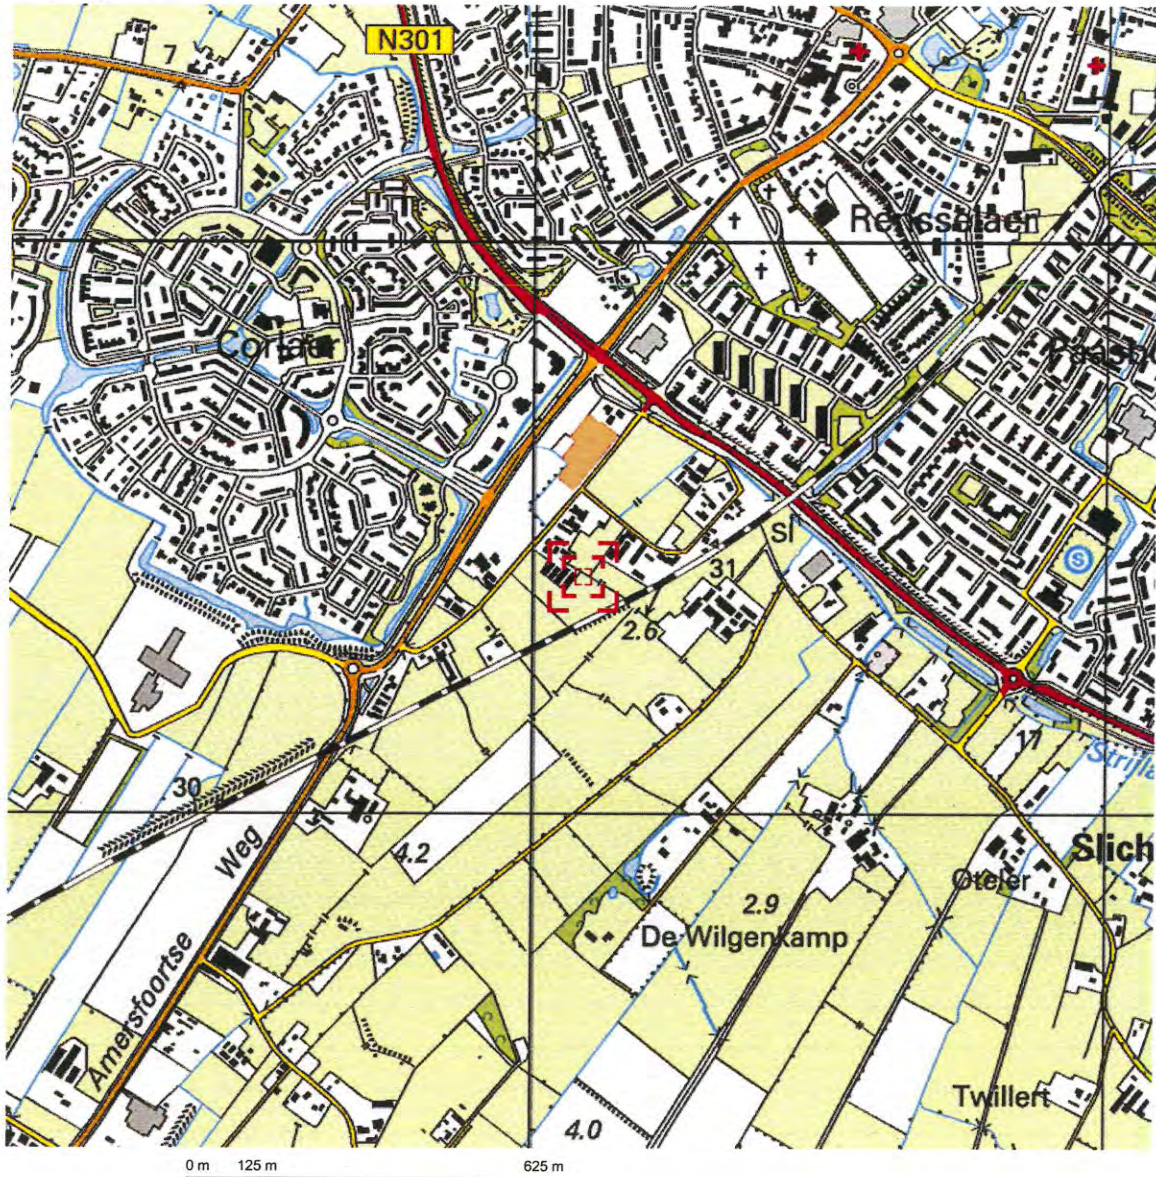 N301
7
Rensselaer
Corlaer
Sl
31
2.6
S
17
30
4.2
Weg
Slich
Oteler
2.9
De Wilgenkamp
Amersfoortse
Twillert
4.0
0 m 125 m 625 m